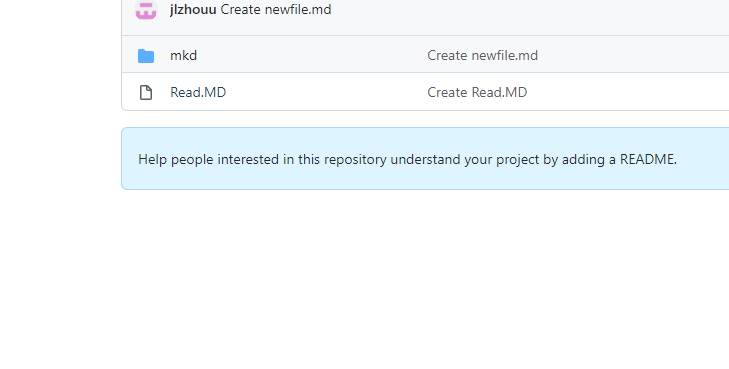 jlzhouu Create newfile.md
mkd Create newfile.md
Read.MD Create Read.MD
Help people interested in this repository understand your project by adding a README.